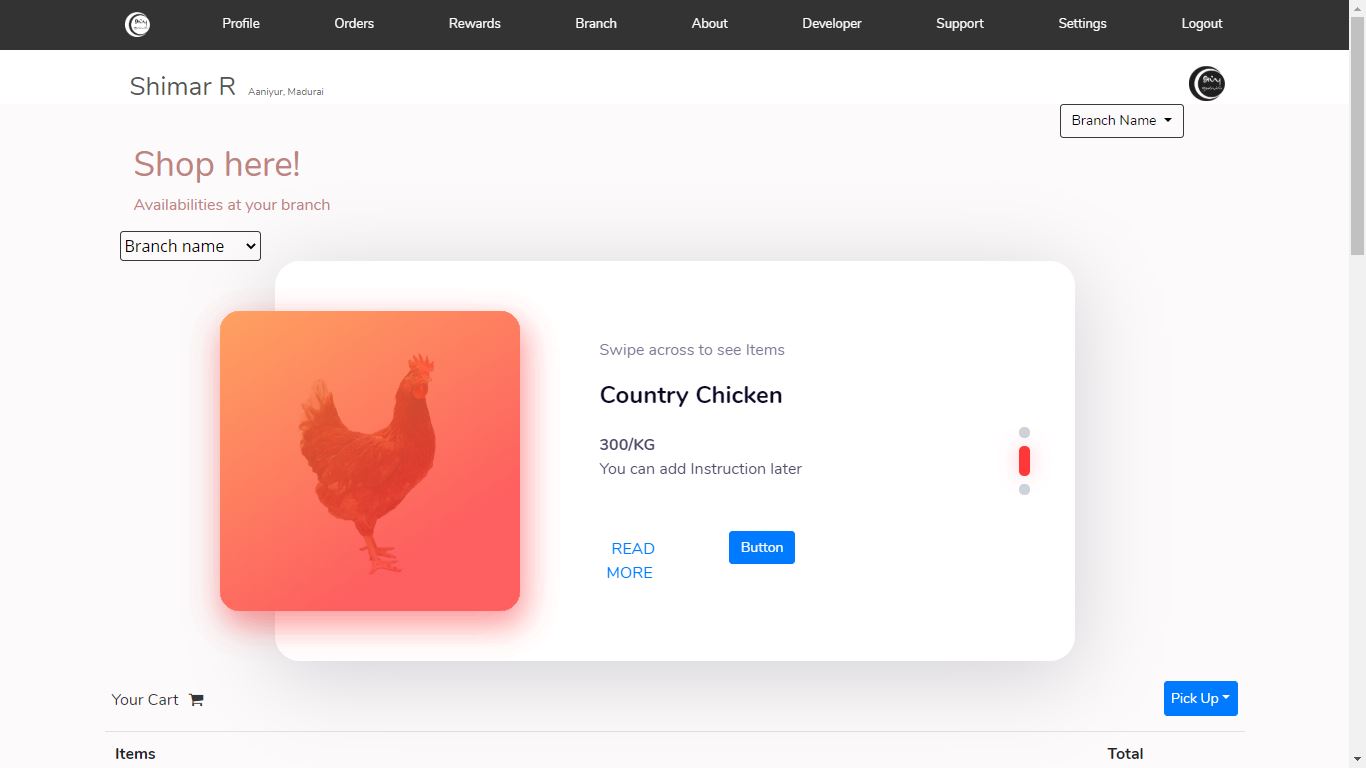 Profile Orders Rewards Branch About Developer Support Settings Logout
Shimar R Aaniyur, Madurai
Branch Name
Shop here!
Availabilities at your branch
Branch name
Swipe across to see Items
Country Chicken
300/KG
You can add Instruction later
READ
MORE
Button
Your Cart
Pick Up
Items Total